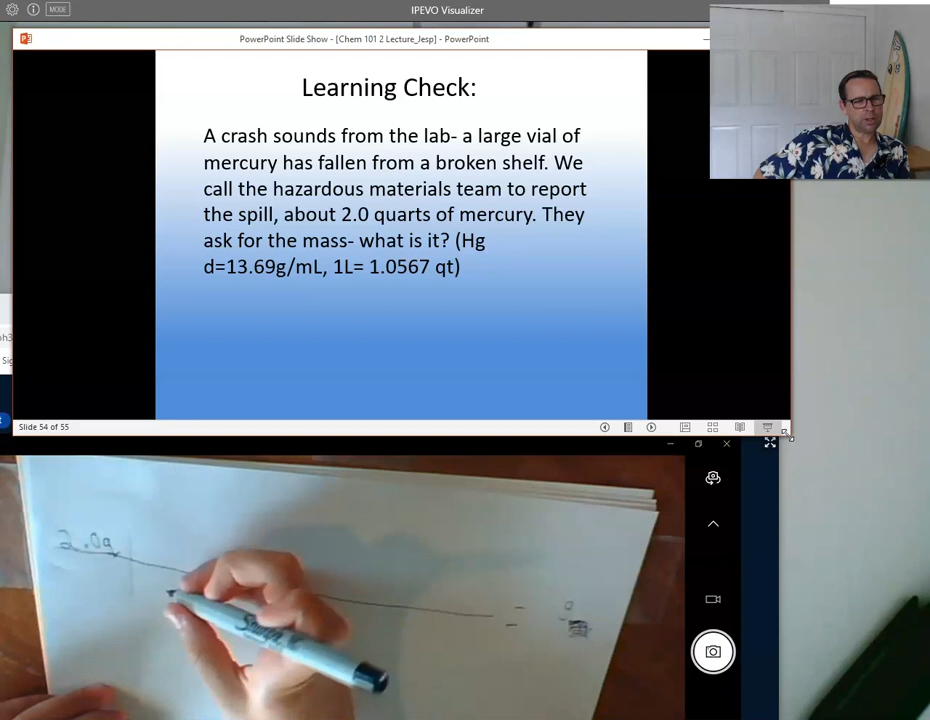 MODE
IPEVO Visualizer
PowerPoint Slide Show - [Chem 101 2 Lecture_Jesp] - PowerPoint
Learning Check:
A crash sounds from the lab- a large vial of
mercury has fallen from a broken shelf. We
call the hazardous materials team to report
the spill, about 2.0 quarts of mercury. They
ask for the mass- what is it? (Hg
d=13.69g/mL, 1L= 1.0567 qt)
Slide 54 of 55
2.0q
Sharpie